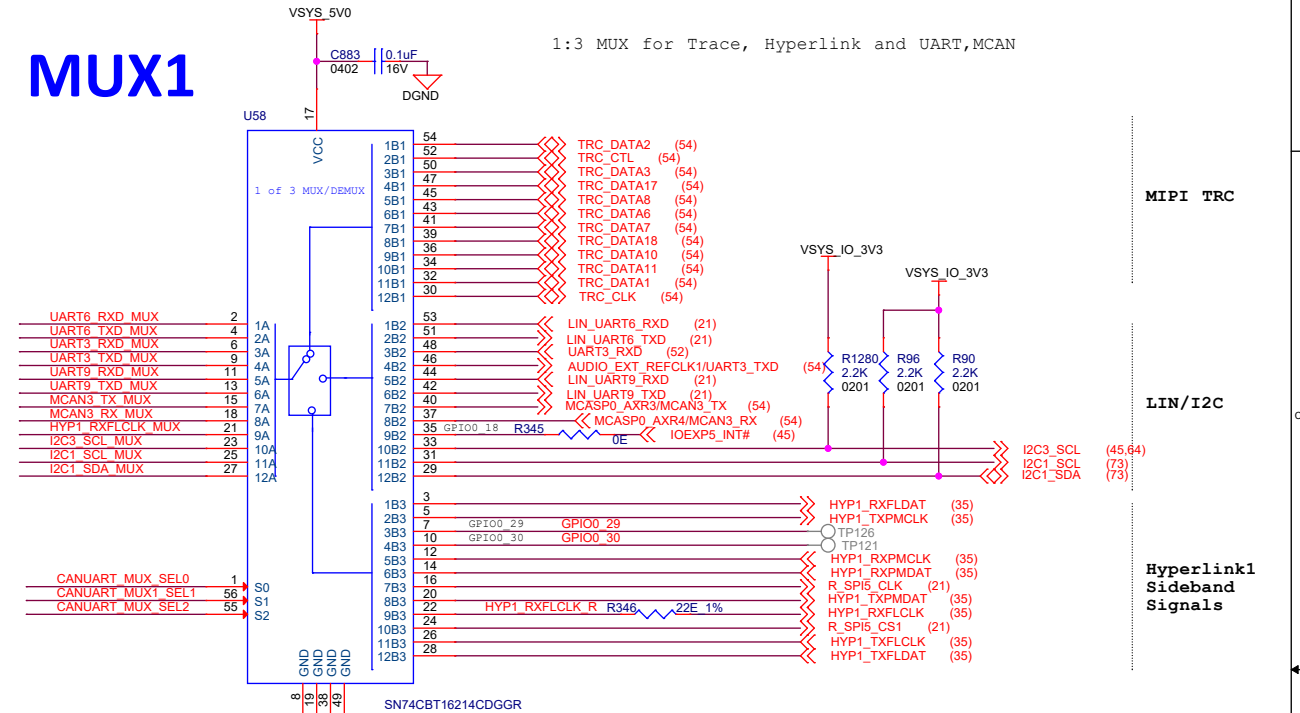 VSYS_5V0
MUX1
1:3 MUX for Trace, Hyperlink and UART,MCAN
C883 0.1uF
0402 16V
DGND
17
U58
VCC
1 of 3 MUX/DEMUX
1B1 54 TRC_DATA2 (54)
2B1 52 TRC_CTL (54)
3B1 50 TRC_DATA3 (54)
4B1 47 TRC_DATA17 (54)
5B1 45 TRC_DATA8 (54)
6B1 43 TRC_DATA6 (54)
7B1 41 TRC_DATA7 (54)
8B1 39 TRC_DATA18 (54)
9B1 36 TRC_DATA10 (54)
10B1 34 TRC_DATA11 (54)
11B1 32 TRC_DATA1 (54)
12B1 30 TRC_CLK (54)
MIPI TRC
VSYS_IO_3V3
VSYS_IO_3V3
UART6_RXD_MUX 2 1A
UART6_TXD_MUX 4 2A
UART3_RXD_MUX 6 3A
UART3_TXD_MUX 9 4A
UART9_RXD_MUX 11 5A
UART9_TXD_MUX 13 6A
MCAN3_TX_MUX 15 7A
MCAN3_RX_MUX 18 8A
HYP1_RXFLCLK_MUX 21 9A
I2C3_SCL_MUX 23 10A
I2C1_SCL_MUX 25 11A
I2C1_SDA_MUX 27 12A
1B2 53 LIN_UART6_RXD (21)
2B2 51 LIN_UART6_TXD (21)
3B2 48 UART3_RXD (52)
4B2 46 AUDIO_EXT_REFCLK1/UART3_TXD (54)
5B2 44 LIN_UART9_RXD (21)
6B2 42 LIN_UART9_TXD (21)
7B2 40 MCASP0_AXR3/MCAN3_TX (54)
8B2 37 MCASP0_AXR4/MCAN3_RX (54)
9B2 35 GPIO0_18 R345 0E IOEXP5_INT# (45)
10B2 33 I2C3_SCL (45,64)
11B2 31 I2C1_SCL (73)
12B2 29 I2C1_SDA (73)
R1280 R96 R90
2.2K 2.2K 2.2K
0201 0201 0201
LIN/I2C
C
1B3 3 HYP1_RXFLDAT (35)
2B3 5 HYP1_TXPMCLK (35)
3B3 7 GPIO0_29 GPIO0_29 TP126
4B3 10 GPIO0_30 GPIO0_30 TP121
5B3 12 HYP1_RXPMCLK (35)
6B3 14 HYP1_RXPMDAT (35)
7B3 16 R_SPI5_CLK (21)
8B3 20 HYP1_TXPMDAT (35)
9B3 22 HYP1_RXFLCLK_R R346 22E_1% HYP1_RXFLCLK (35)
10B3 24 R_SPI5_CS1 (21)
11B3 26 HYP1_TXFLCLK (35)
12B3 28 HYP1_TXFLDAT (35)
Hyperlink1
Sideband
Signals
CANUART_MUX_SEL0 1 S0
CANUART_MUX1_SEL1 56 S1
CANUART_MUX_SEL2 55 S2
GND GND GND GND
8 19 38 49
SN74CBT16214CDGGR